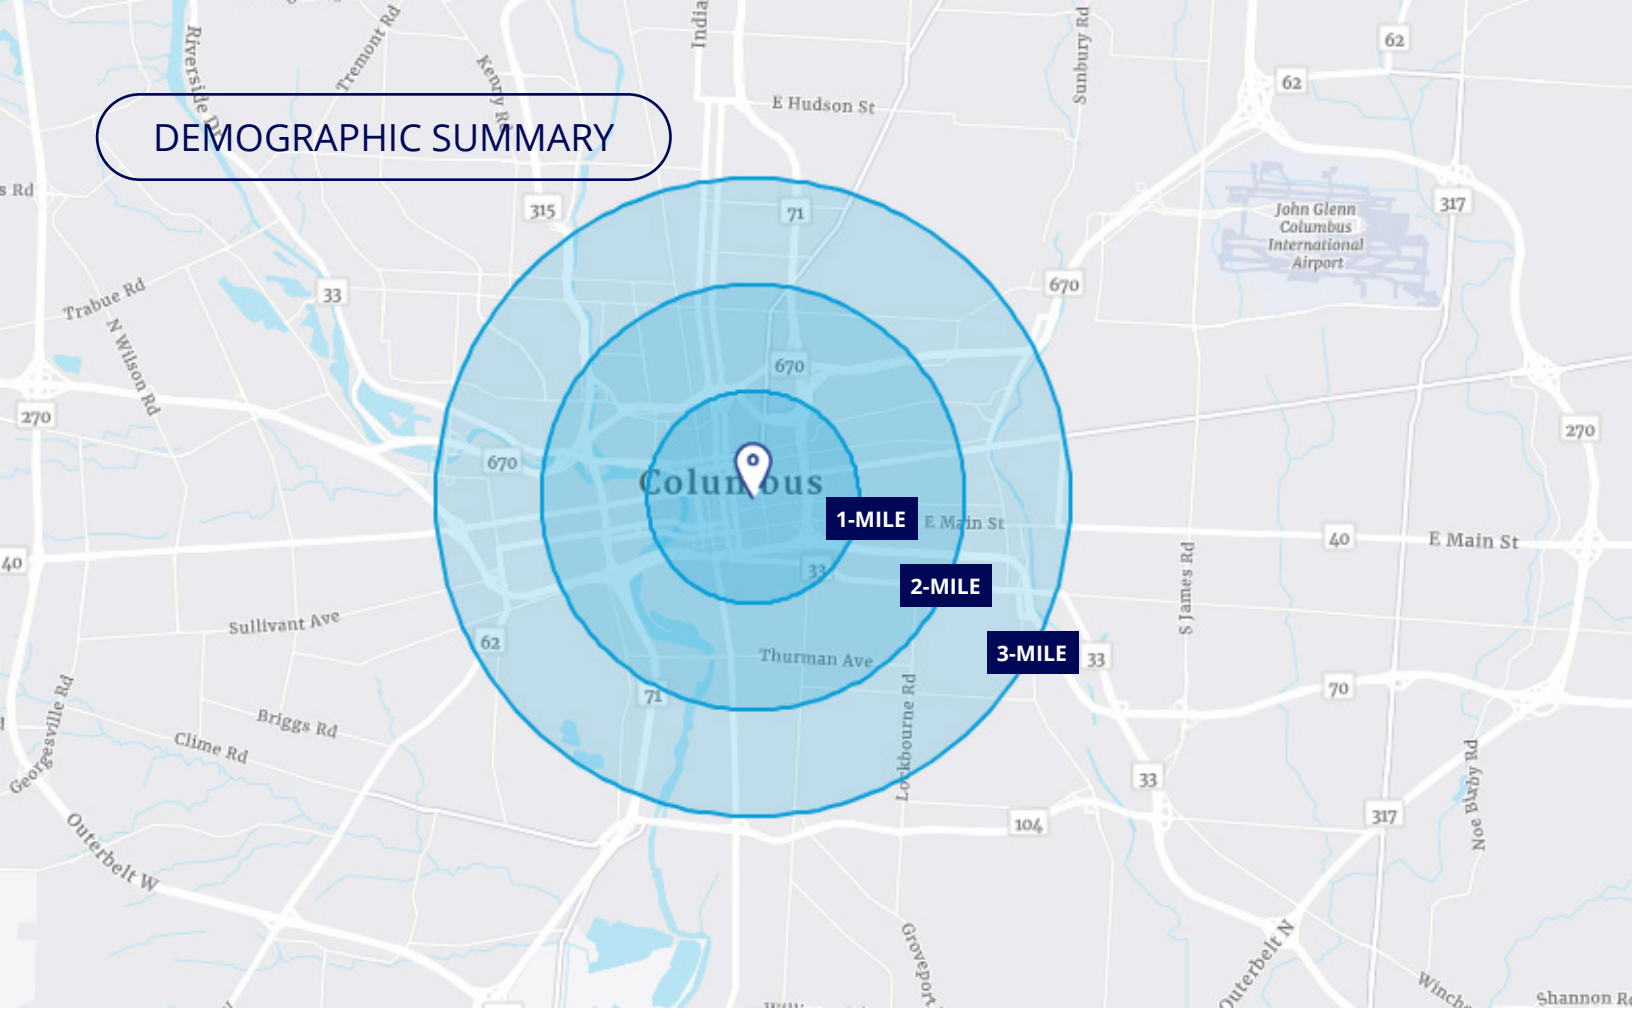 DEMOGRAPHIC SUMMARY
Riverside Dr
Tremont Rd
Kenry Rd
E Hudson St
Sunbury Rd
62
62
315
71
317
John Glenn
Columbus
International
Airport
33
670
Trabue Rd
N Wilson Rd
670
270
270
670
Columbus
1-MILE
E Main St
40
E Main St
40
33
2-MILE
S James Rd
Sullivant Ave
62
3-MILE
33
Thurman Ave
71
70
Georgesville Rd
Briggs Rd
Clime Rd
Lockbourne Rd
Noe Bixby Rd
33
104
317
Outerbelt W
Outerbelt N
Groveport
Shannon